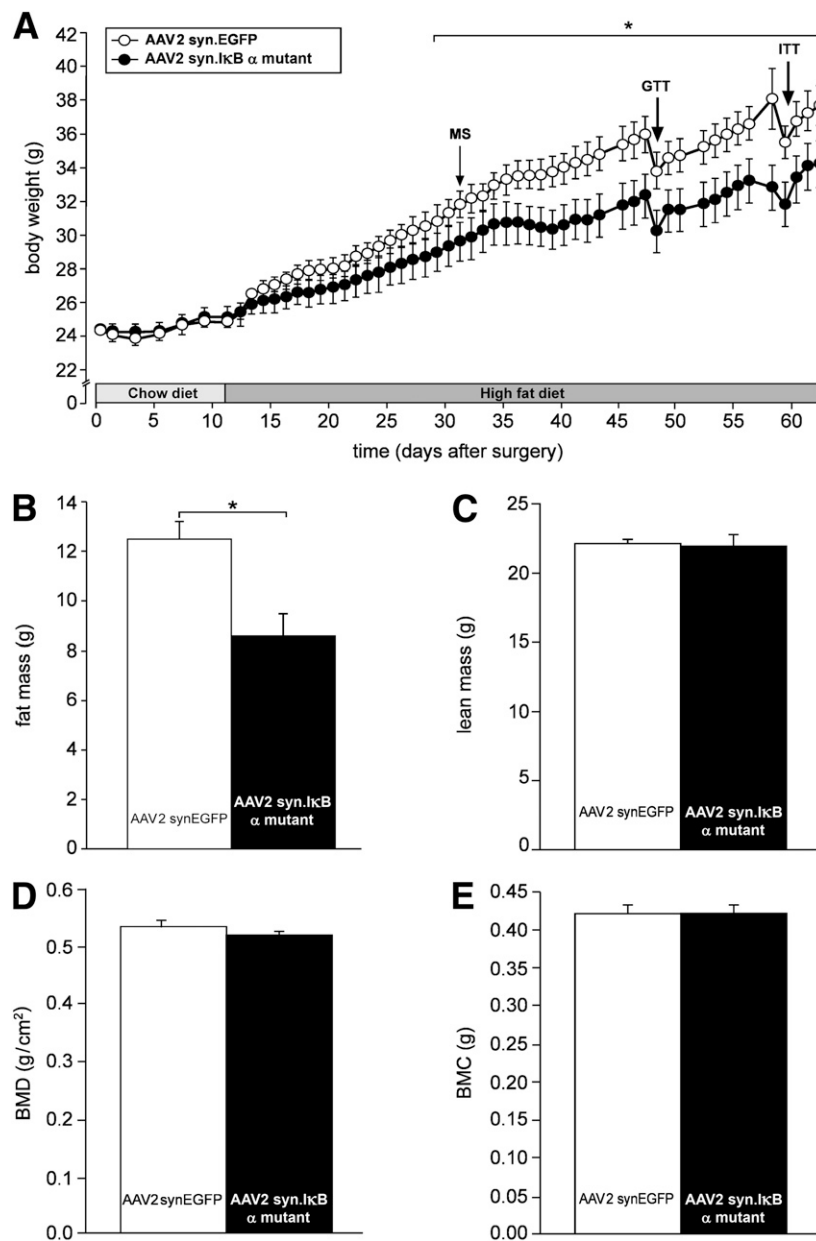 A
AAV2 syn.EGFP
AAV2 syn.IκB α mutant
*
MS
GTT
ITT
body weight (g)
42
40
38
36
34
32
30
28
26
24
22
0
Chow diet
High fat diet
0 5 10 15 20 25 30 35 40 45 50 55 60
time (days after surgery)
B
*
fat mass (g)
14
12
10
8
6
4
2
0
AAV2 synEGFP
AAV2 syn.IκB
α mutant
C
lean mass (g)
25
20
15
10
5
0
AAV2 synEGFP
AAV2 syn.IκB
α mutant
D
BMD (g/cm²)
0.6
0.5
0.4
0.3
0.2
0.1
0.0
AAV2 synEGFP
AAV2 syn.IκB
α mutant
E
BMC (g)
0.45
0.40
0.35
0.30
0.25
0.20
0.15
0.10
0.05
0.00
AAV2 synEGFP
AAV2 syn.IκB
α mutant